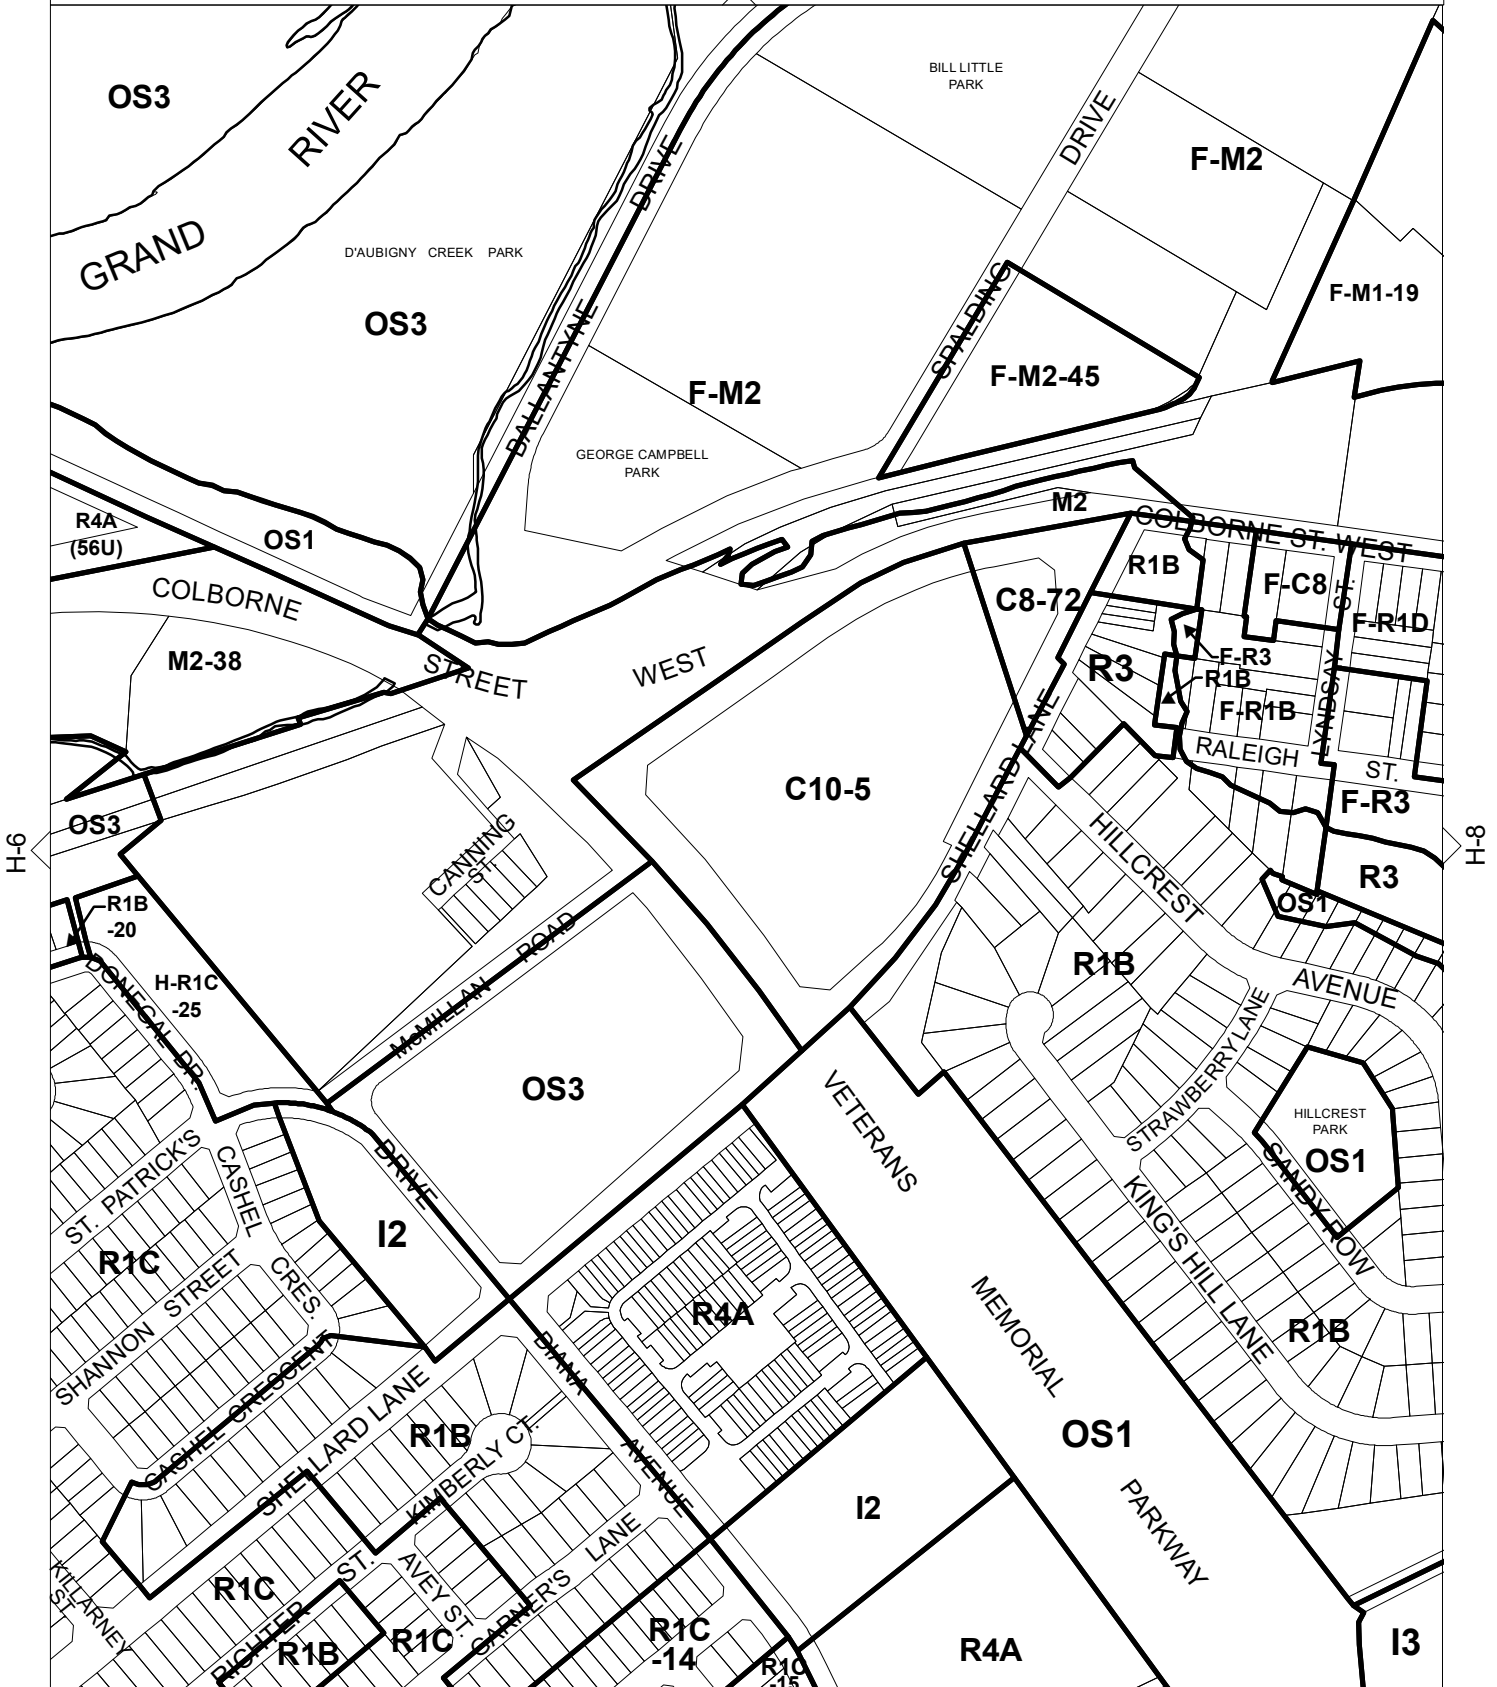 BILL LITTLE
PARK
OS3
RIVER
DRIVE
DRIVE
F-M2
GRAND
D'AUBIGNY CREEK PARK
OS3
F-M1-19
SPALDING
BALLANTYNE
F-M2-45
F-M2
GEORGE CAMPBELL
PARK
M2
R4A
(56U)
OS1
COLBORNE ST. WEST
R1B
F-C8
ST.
C8-72
F-R1D
COLBORNE
M2-38
STREET
WEST
R3
F-R3
R1B
F-R1B
LYNDSAY
RALEIGH
ST.
SHELLARD LANE
C10-5
F-R3
OS3
H-6
H-8
CANNING
ST.
HILLCREST
R3
OS1
R1B
-20
McMILLAN ROAD
R1B
H-R1C
-25
DONEGAL DR.
AVENUE
STRAWBERRY LANE
OS3
VETERANS
HILLCREST
PARK
OS1
SANDY ROW
ST. PATRICK'S
CASHEL
DRIVE
KING'S HILL LANE
I2
R1C
SHANNON STREET
CRES.
MEMORIAL
R4A
R1B
CASHEL CRESCENT
DIANA
SHELLARD LANE
R1B
KIMBERLY CT.
AVENUE
OS1
I2
PARKWAY
KILLARNEY
ST.
R1C
RICHTER
ST.
AVEY ST.
GARNER'S
LANE
R1B
R1C
R1C
-14
R1C
-15
R4A
I3